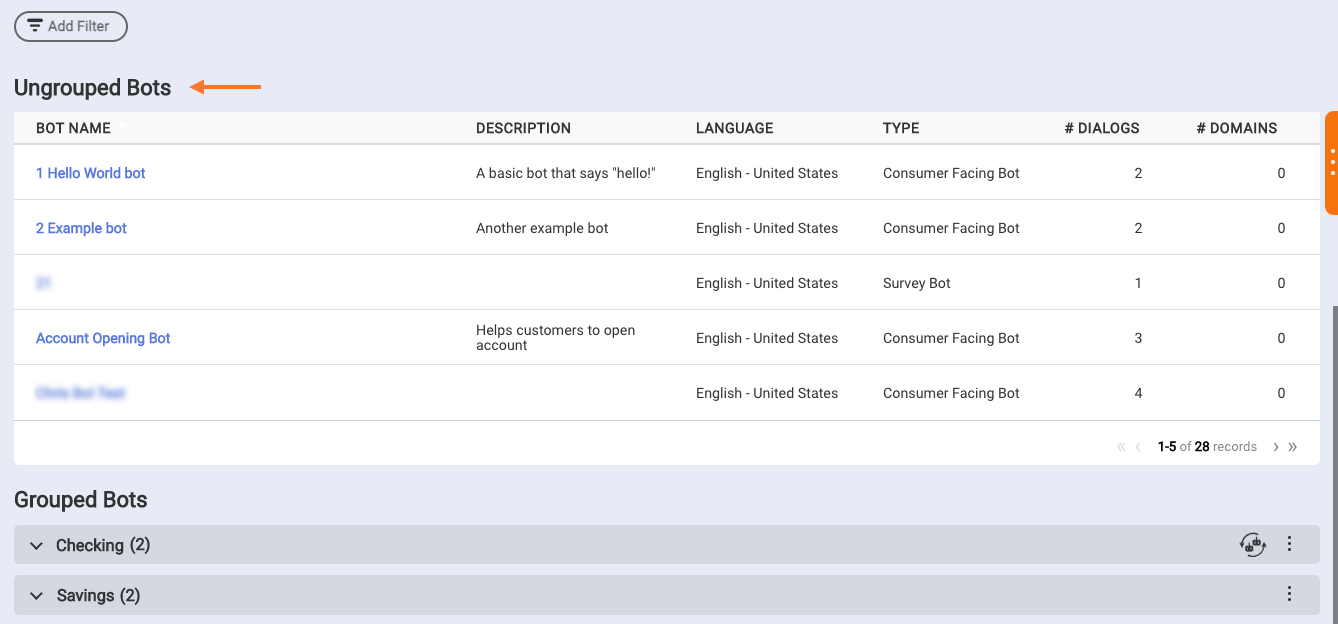 Add Filter
Ungrouped Bots
BOT NAME DESCRIPTION LANGUAGE TYPE # DIALOGS # DOMAINS
1 Hello World bot A basic bot that says "hello!" English - United States Consumer Facing Bot 2 0
2 Example bot Another example bot English - United States Consumer Facing Bot 2 0
English - United States Survey Bot 1 0
Account Opening Bot Helps customers to open account English - United States Consumer Facing Bot 3 0
English - United States Consumer Facing Bot 4 0
« ‹ 1-5 of 28 records › »
Grouped Bots
Checking (2)
Savings (2)